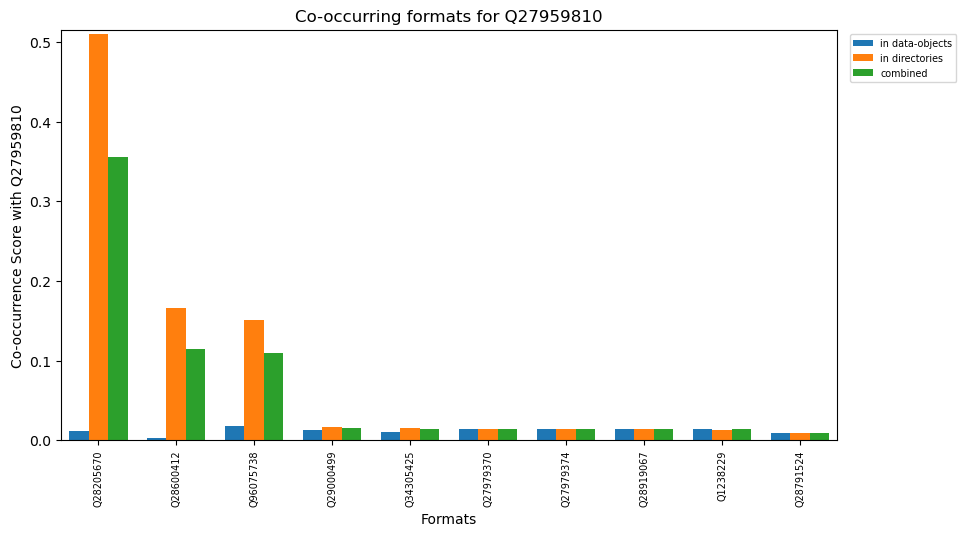 Co-occurring formats for Q27959810
Co-occurrence Score with Q27959810
0.5
0.4
0.3
0.2
0.1
0.0
Q28205670
Q28600412
Q96075738
Q29000499
Q34305425
Q27979370
Q27979374
Q28919067
Q1238229
Q28791524
Formats
in data-objects
in directories
combined